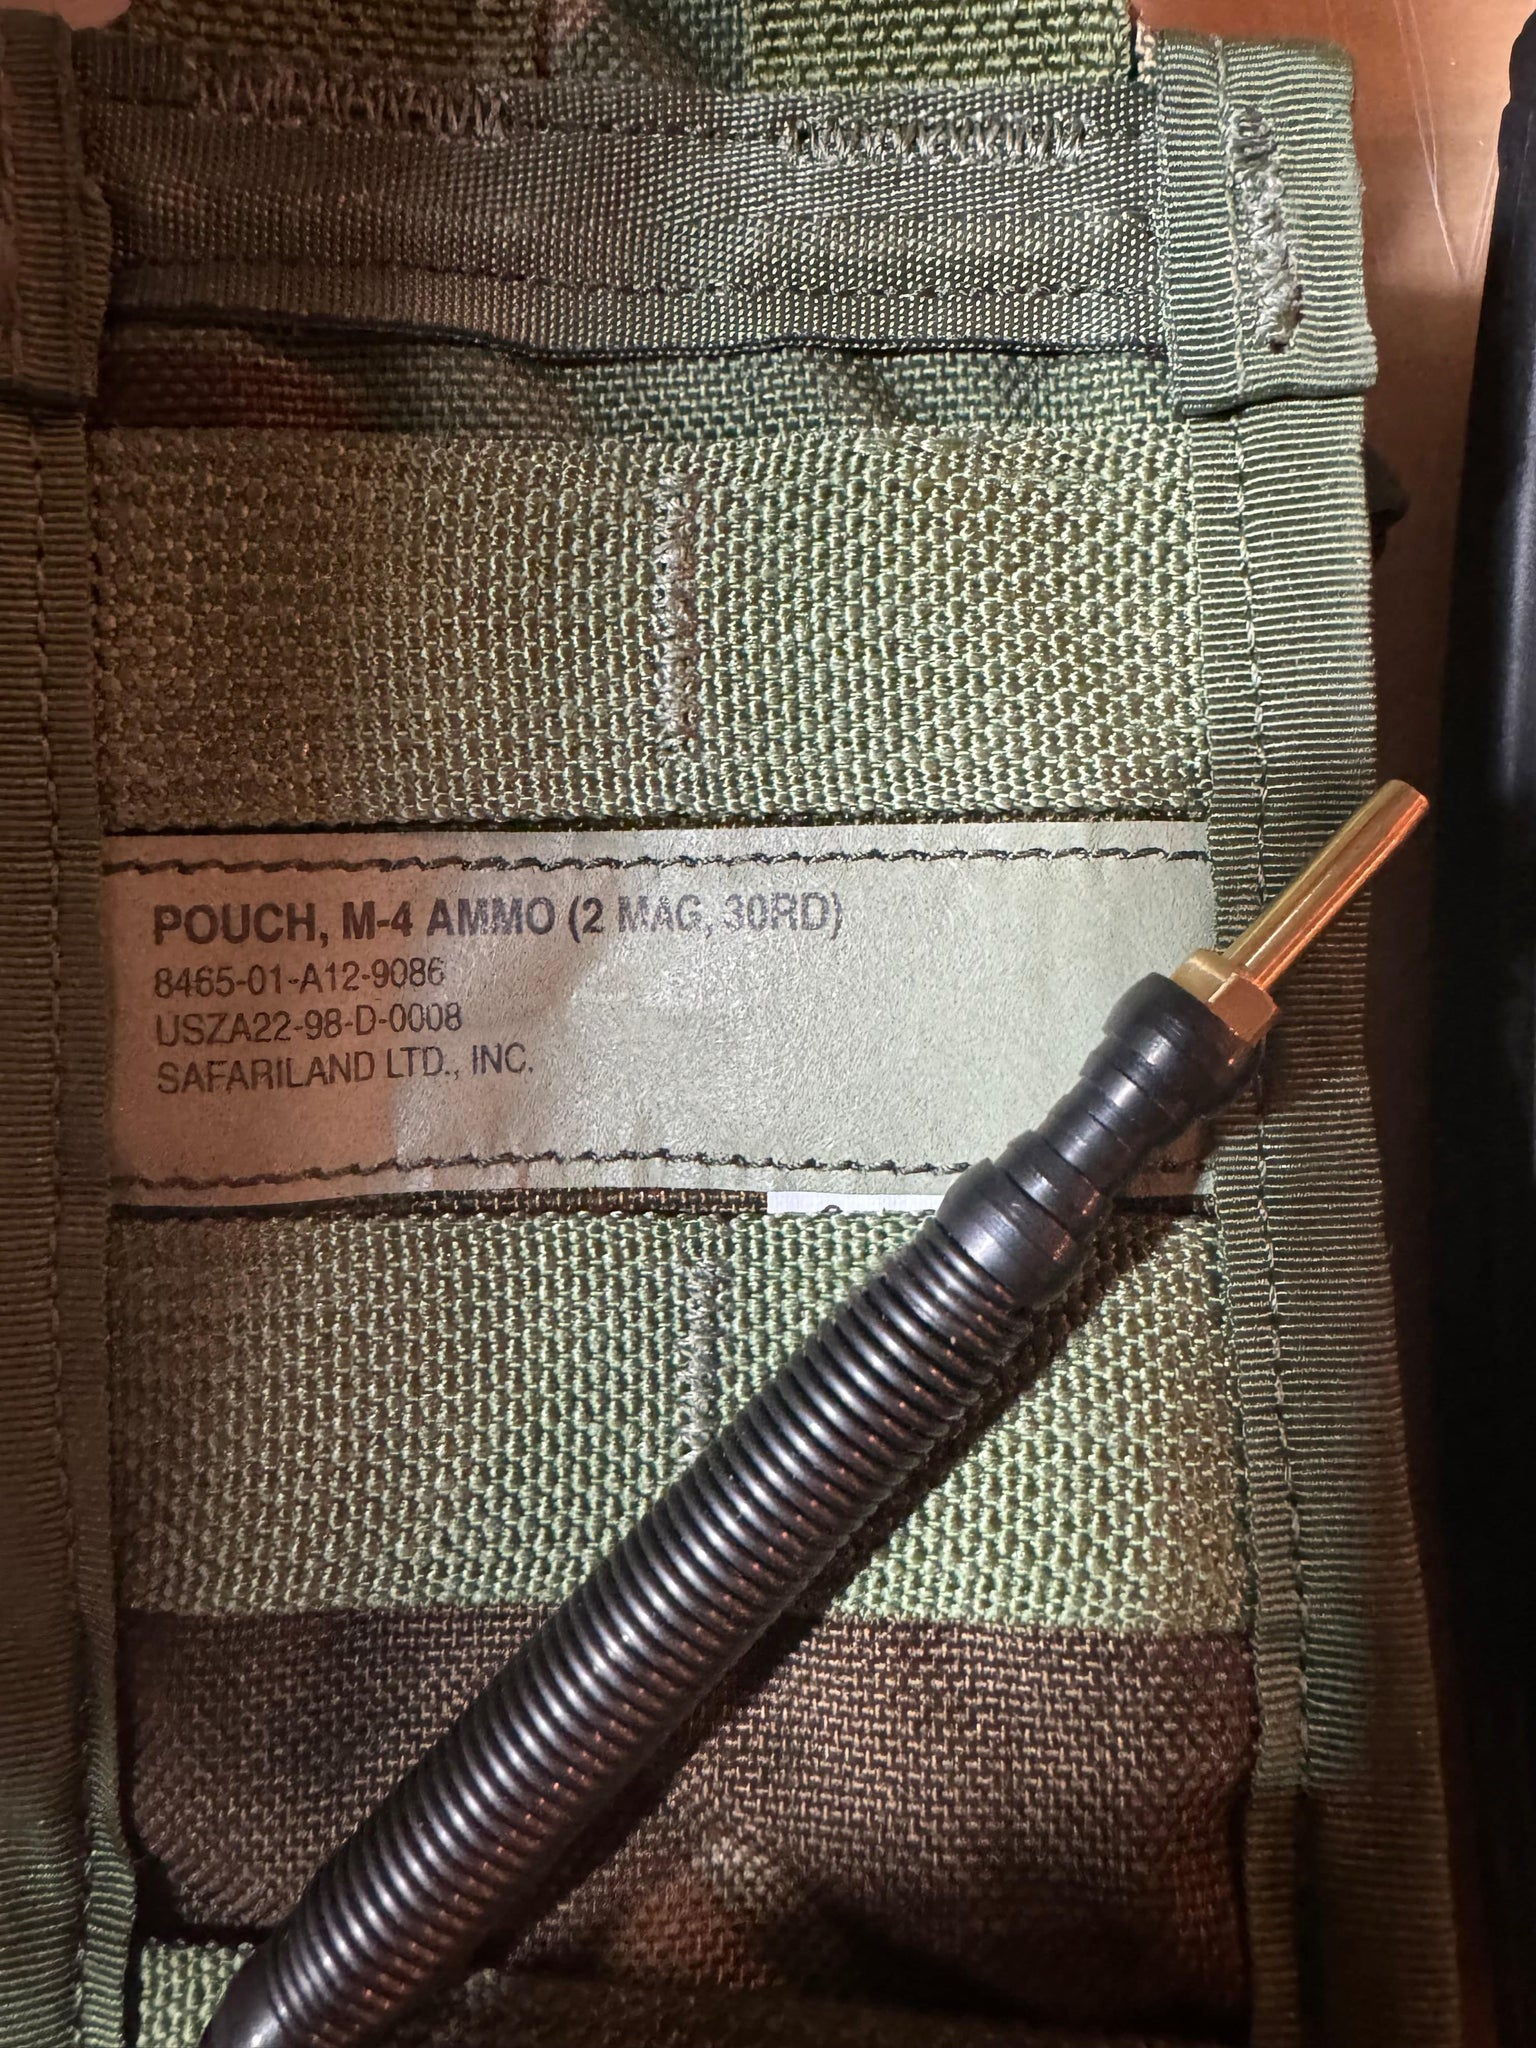 POUCH, M-4 AMMO (2 MAG, 30RD)
8465-01-A12-9086
USZA22-98-D-0008
SAFARILAND LTD., INC.